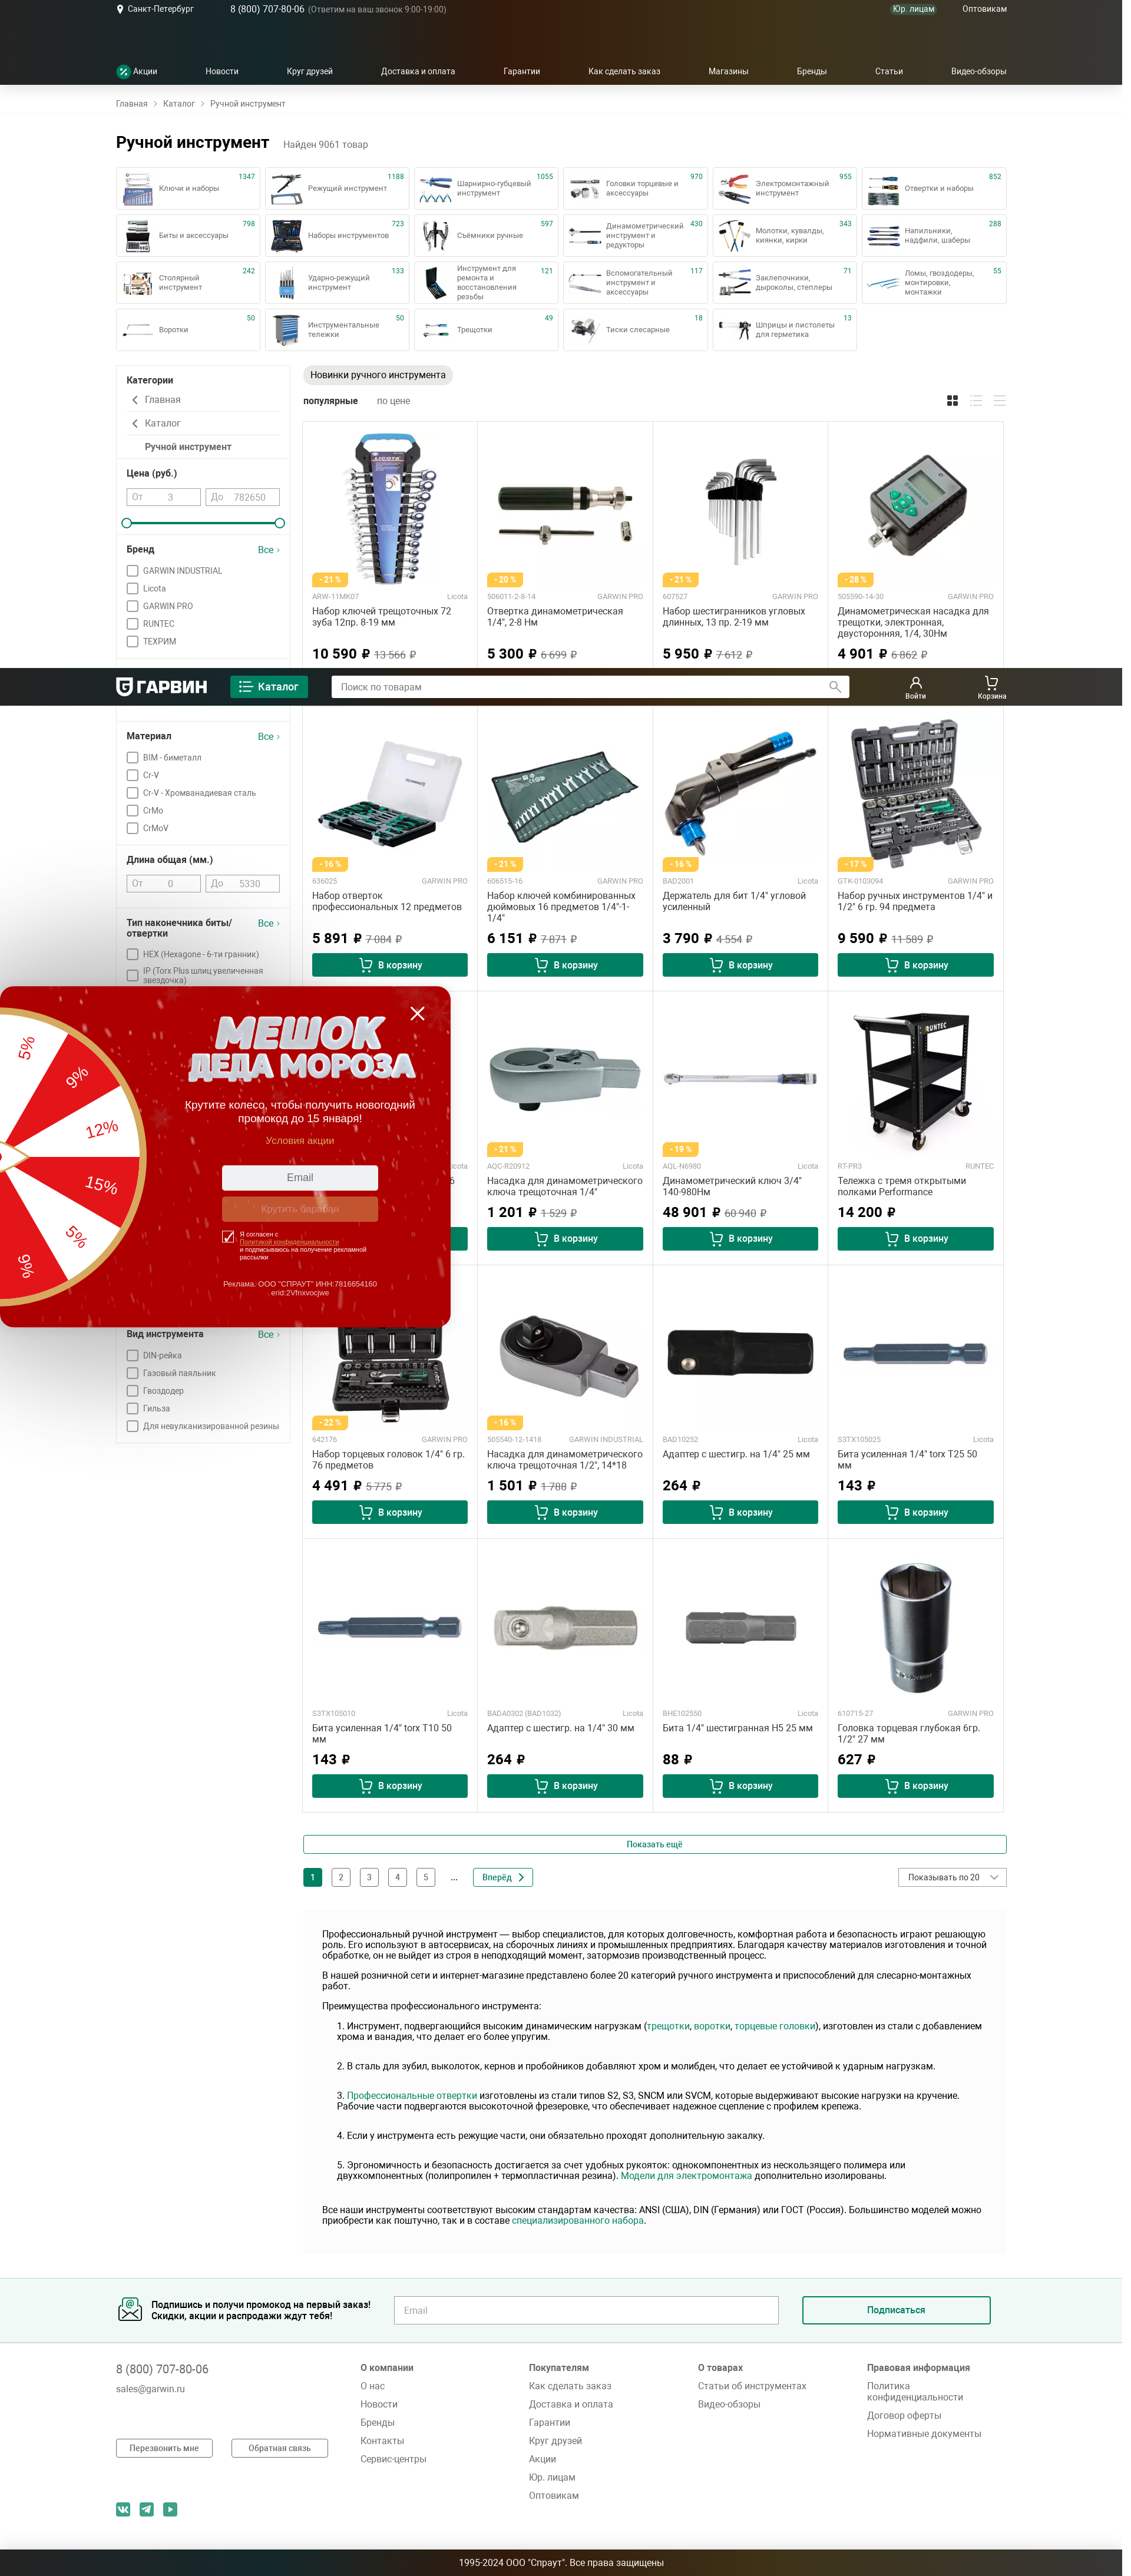 Санкт-Петербург
8 (800) 707-80-06 (Ответим на ваш звонок 9:00-19:00)
Юр. лицам
Оптовикам
Акции
Новости
Круг друзей
Доставка и оплата
Гарантии
Как сделать заказ
Магазины
Бренды
Статьи
Видео-обзоры
Главная
Каталог
Ручной инструмент
Ручной инструмент
Найден 9061 товар
Ключи и наборы
1347
Режущий инструмент
1188
Шарнирно-губцевый инструмент
1055
Головки торцевые и аксессуары
970
Электромонтажный инструмент
955
Отвертки и наборы
852
Биты и аксессуары
798
Наборы инструментов
723
Съёмники ручные
597
Динамометрический инструмент и редукторы
430
Молотки, кувалды, киянки, кирки
343
Напильники, надфили, шаберы
288
Столярный инструмент
242
Ударно-режущий инструмент
133
Инструмент для ремонта и восстановления резьбы
121
Вспомогательный инструмент и аксессуары
117
Заклепочники, дыроколы, степлеры
71
Ломы, гвоздодеры, монтировки, монтажки
55
Воротки
50
Инструментальные тележки
50
Трещотки
49
Тиски слесарные
18
Шприцы и пистолеты для герметика
13
Категории
Главная
Каталог
Ручной инструмент
Цена (руб.)
От 3
До 782650
Бренд
Все
GARWIN INDUSTRIAL
Licota
GARWIN PRO
RUNTEC
ТЕХРИМ
Новинки ручного инструмента
популярные
по цене
- 21 %
ARW-11MK07
Licota
Набор ключей трещоточных 72 зуба 12пр. 8-19 мм
10 590 ₽ 13 566 ₽
- 20 %
506011-2-8-14
GARWIN PRO
Отвертка динамометрическая 1/4", 2-8 Нм
5 300 ₽ 6 699 ₽
- 21 %
607527
GARWIN PRO
Набор шестигранников угловых длинных, 13 пр. 2-19 мм
5 950 ₽ 7 612 ₽
- 28 %
505590-14-30
GARWIN PRO
Динамометрическая насадка для трещотки, электронная, двусторонняя, 1/4, 30Нм
4 901 ₽ 6 862 ₽
ГАРВИН
Каталог
Поиск по товарам
Войти
Корзина
Материал
Все
BIM - биметалл
Cr-V
Cr-V - Хромванадиевая сталь
CrMo
CrMoV
Длина общая (мм.)
От 0
До 5330
Тип наконечника биты/отвертки
Все
HEX (Hexagone - 6-ти гранник)
IP (Torx Plus шлиц увеличенная звездочка)
- 16 %
636025
GARWIN PRO
Набор отверток профессиональных 12 предметов
5 891 ₽ 7 084 ₽
В корзину
- 21 %
606515-16
GARWIN PRO
Набор ключей комбинированных дюймовых 16 предметов 1/4"-1-1/4"
6 151 ₽ 7 871 ₽
В корзину
- 16 %
BAD2001
Licota
Держатель для бит 1/4" угловой усиленный
3 790 ₽ 4 554 ₽
В корзину
- 17 %
GTK-0103094
GARWIN PRO
Набор ручных инструментов 1/4" и 1/2" 6 гр. 94 предмета
9 590 ₽ 11 589 ₽
В корзину
5%
9%
12%
15%
5%
9%
МЕШОК
ДЕДА МОРОЗА
Крутите колесо, чтобы получить новогодний промокод до 15 января!
Условия акции
Email
Крутить барабан
Я согласен с
Политикой конфиденциальности
и подписываюсь на получение рекламной рассылки
Реклама. ООО "СПРАУТ" ИНН:7816654160
erid:2Vfnxvocjwe
- 21 %
AQC-R20912
Licota
Насадка для динамометрического ключа трещоточная 1/4"
1 201 ₽ 1 529 ₽
В корзину
- 19 %
AQL-N6980
Licota
Динамометрический ключ 3/4" 140-980Нм
48 901 ₽ 60 940 ₽
В корзину
RT-PR3
RUNTEC
Тележка с тремя открытыми полками Performance
14 200 ₽
В корзину
Вид инструмента
Все
DIN-рейка
Газовый паяльник
Гвоздодер
Гильза
Для невулканизированной резины
- 22 %
642176
GARWIN PRO
Набор торцевых головок 1/4" 6 гр. 76 предметов
4 491 ₽ 5 775 ₽
В корзину
- 16 %
505540-12-1418
GARWIN INDUSTRIAL
Насадка для динамометрического ключа трещоточная 1/2", 14*18
1 501 ₽ 1 788 ₽
В корзину
BAD10252
Licota
Адаптер с шестигр. на 1/4" 25 мм
264 ₽
В корзину
S3TX105025
Licota
Бита усиленная 1/4" torx T25 50 мм
143 ₽
В корзину
S3TX105010
Licota
Бита усиленная 1/4" torx T10 50 мм
143 ₽
В корзину
BADA0302 (BAD1032)
Licota
Адаптер с шестигр. на 1/4" 30 мм
264 ₽
В корзину
BHE102550
Licota
Бита 1/4" шестигранная H5 25 мм
88 ₽
В корзину
610715-27
GARWIN PRO
Головка торцевая глубокая 6гр. 1/2" 27 мм
627 ₽
В корзину
Показать ещё
1 2 3 4 5 ... Вперёд
Показывать по 20
Профессиональный ручной инструмент — выбор специалистов, для которых долговечность, комфортная работа и безопасность играют решающую роль. Его используют в автосервисах, на сборочных линиях и промышленных предприятиях. Благодаря качеству материалов изготовления и точной обработке, он не выйдет из строя в неподходящий момент, затормозив производственный процесс.
В нашей розничной сети и интернет-магазине представлено более 20 категорий ручного инструмента и приспособлений для слесарно-монтажных работ.
Преимущества профессионального инструмента:
1. Инструмент, подвергающийся высоким динамическим нагрузкам (трещотки, воротки, торцевые головки), изготовлен из стали с добавлением хрома и ванадия, что делает его более упругим.
2. В сталь для зубил, выколоток, кернов и пробойников добавляют хром и молибден, что делает ее устойчивой к ударным нагрузкам.
3. Профессиональные отвертки изготовлены из стали типов S2, S3, SNCM или SVCM, которые выдерживают высокие нагрузки на кручение. Рабочие части подвергаются высокоточной фрезеровке, что обеспечивает надежное сцепление с профилем крепежа.
4. Если у инструмента есть режущие части, они обязательно проходят дополнительную закалку.
5. Эргономичность и безопасность достигается за счет удобных рукояток: однокомпонентных из нескользящего полимера или двухкомпонентных (полипропилен + термопластичная резина). Модели для электромонтажа дополнительно изолированы.
Все наши инструменты соответствуют высоким стандартам качества: ANSI (США), DIN (Германия) или ГОСТ (Россия). Большинство моделей можно приобрести как поштучно, так и в составе специализированного набора.
Подпишись и получи промокод на первый заказ!
Скидки, акции и распродажи ждут тебя!
Email
Подписаться
8 (800) 707-80-06
sales@garwin.ru
Перезвонить мне
Обратная связь
О компании
О нас
Новости
Бренды
Контакты
Сервис-центры
Покупателям
Как сделать заказ
Доставка и оплата
Гарантии
Круг друзей
Акции
Юр. лицам
Оптовикам
О товарах
Статьи об инструментах
Видео-обзоры
Правовая информация
Политика конфиденциальности
Договор оферты
Нормативные документы
1995-2024 ООО "Спраут". Все права защищены